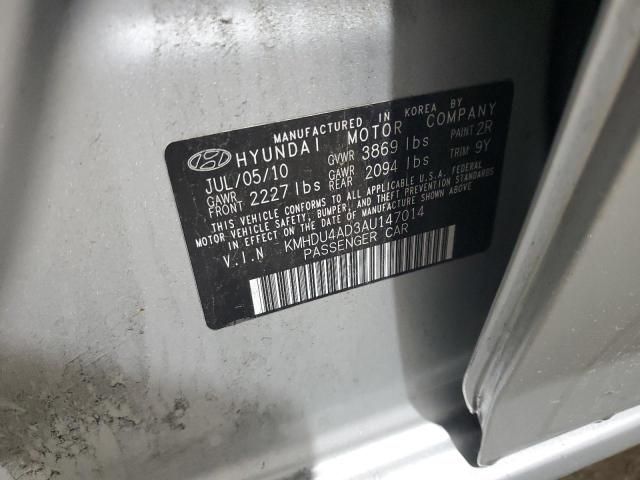 MANUFACTURED IN KOREA BY
HYUNDAI MOTOR COMPANY
JUL/05/10 GVWR 3869 lbs PAINT 2R
GAWR FRONT 2227 lbs GAWR REAR 2094 lbs TRIM 9Y
THIS VEHICLE CONFORMS TO ALL APPLICABLE U.S. FEDERAL
MOTOR VEHICLE SAFETY, BUMPER, AND THEFT PREVENTION STANDARDS
IN EFFECT ON THE DATE OF MANUFACTURE SHOWN ABOVE.
V.I.N KMHDU4AD3AU147014
PASSENGER CAR